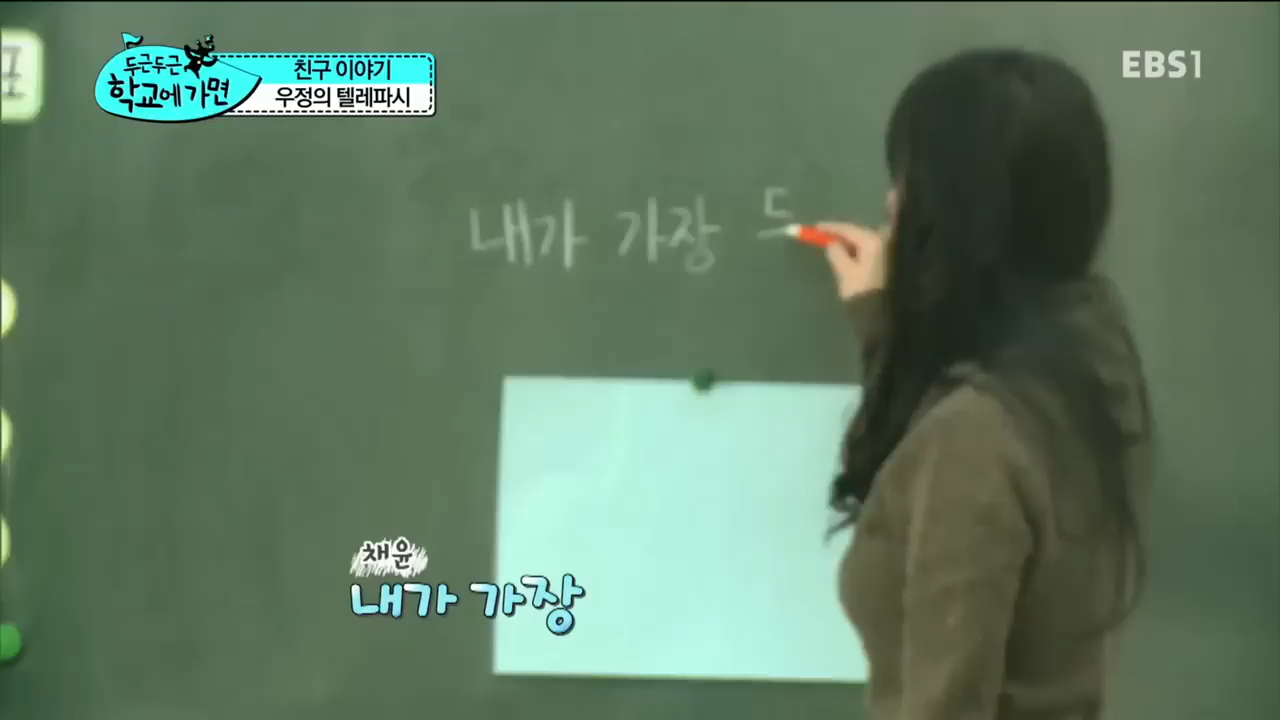 두근두근
학교에 가면
친구 이야기
우정의 텔레파시
EBS1
내가 가장 드
채윤
내가 가장